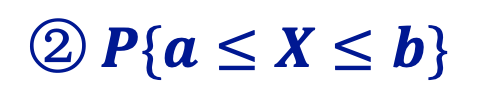 ② P{a ≤ X ≤ b}